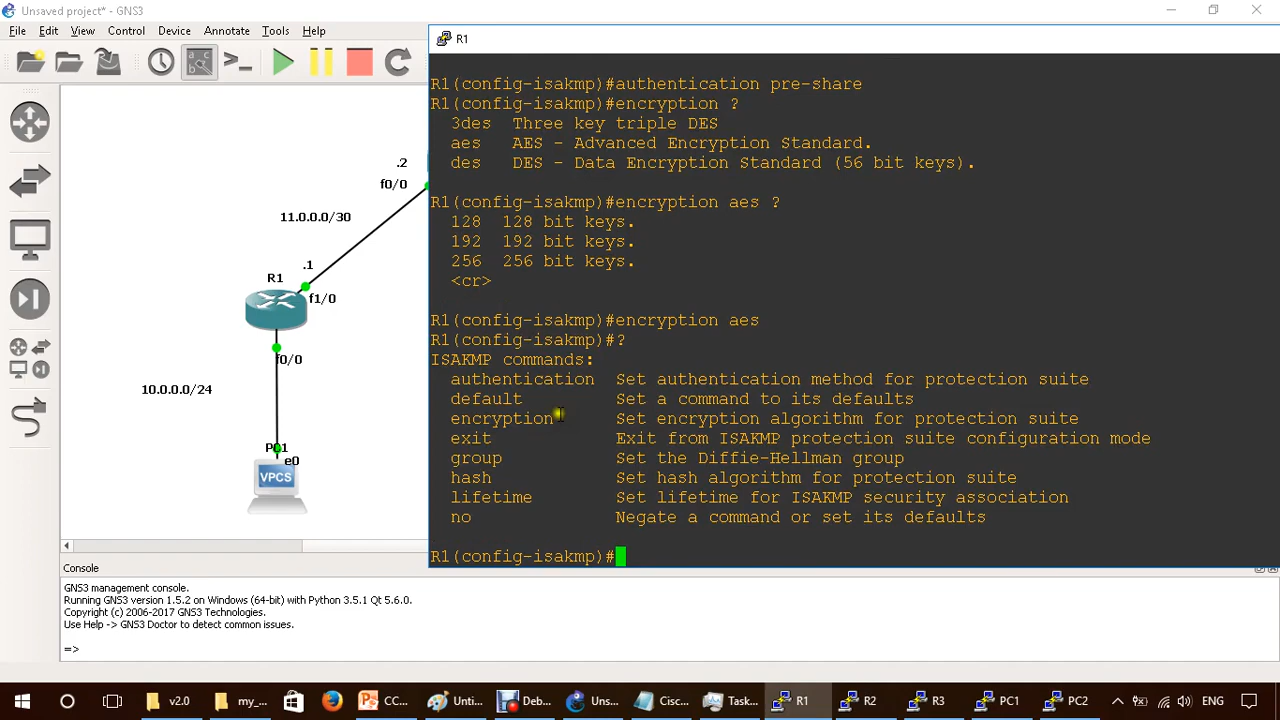 Unsaved project* - GNS3
File Edit View Control Device Annotate Tools Help
R1
R1(config-isakmp)#authentication pre-share
R1(config-isakmp)#encryption ?
3des Three key triple DES
aes AES - Advanced Encryption Standard.
des DES - Data Encryption Standard (56 bit keys).
R1(config-isakmp)#encryption aes ?
128 128 bit keys.
192 192 bit keys.
256 256 bit keys.
<cr>
R1(config-isakmp)#encryption aes
R1(config-isakmp)#?
ISAKMP commands:
authentication Set authentication method for protection suite
default Set a command to its defaults
encryption Set encryption algorithm for protection suite
exit Exit from ISAKMP protection suite configuration mode
group Set the Diffie-Hellman group
hash Set hash algorithm for protection suite
lifetime Set lifetime for ISAKMP security association
no Negate a command or set its defaults
R1(config-isakmp)#
.2
f0/0
11.0.0.0/30
.1
R1
f1/0
f0/0
10.0.0.0/24
e0
VPCS
Console
GNS3 management console.
Running GNS3 version 1.5.2 on Windows (64-bit) with Python 3.5.1 Qt 5.6.0.
Copyright (c) 2006-2017 GNS3 Technologies.
Use Help -> GNS3 Doctor to detect common issues.
=>
v2.0 my_... CC... Unti... Deb... Uns... Cisc... Task... R1 R2 R3 PC1 PC2 ENG